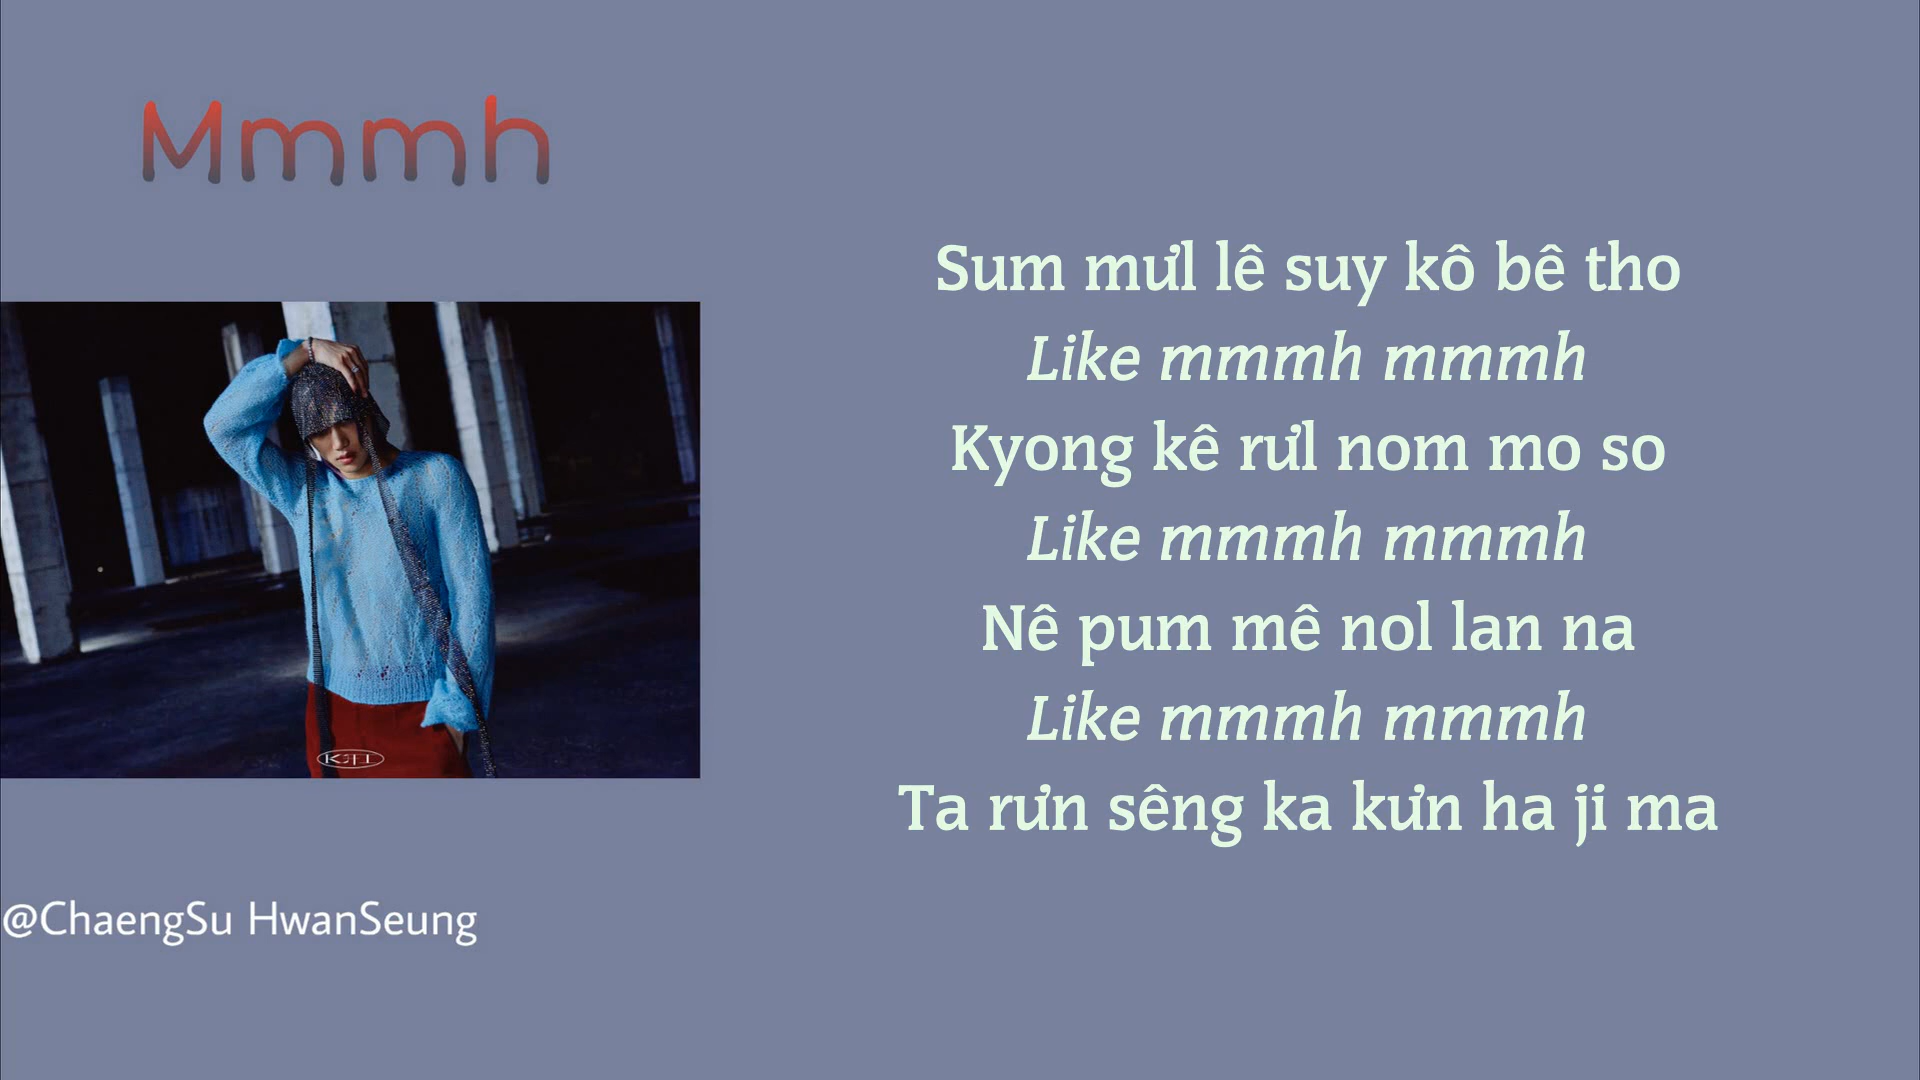 Mmmh
Sum mưl lê suy kô bê tho
Like mmmh mmmh
Kyong kê rưl nom mo so
Like mmmh mmmh
Nê pum mê nol lan na
Like mmmh mmmh
Ta rưn sêng ka kưn ha ji ma
@ChaengSu HwanSeung